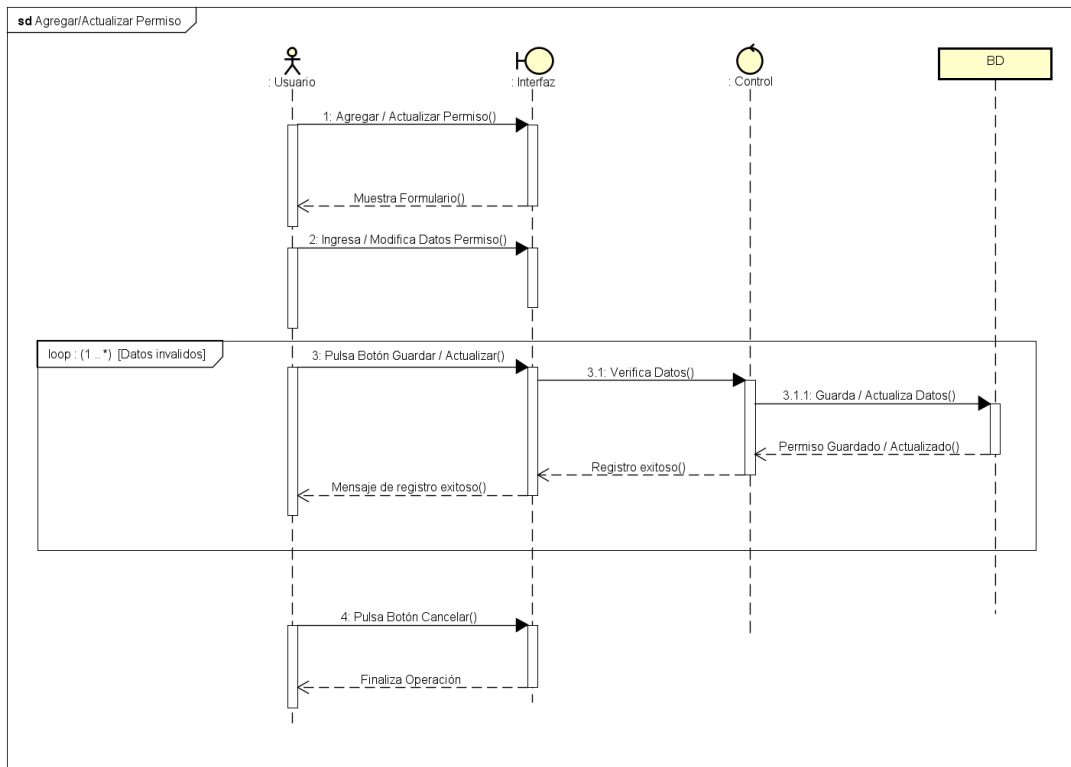 sd Agregar/Actualizar Permiso
: Usuario
: Interfaz
: Control
BD
1: Agregar / Actualizar Permiso()
Muestra Formulario()
2: Ingresa / Modifica Datos Permiso()
loop : (1 .. *) [Datos invalidos]
3: Pulsa Botón Guardar / Actualizar()
3.1: Verifica Datos()
3.1.1: Guarda / Actualiza Datos()
Permiso Guardado / Actualizado()
Registro exitoso()
Mensaje de registro exitoso()
4: Pulsa Botón Cancelar()
Finaliza Operación